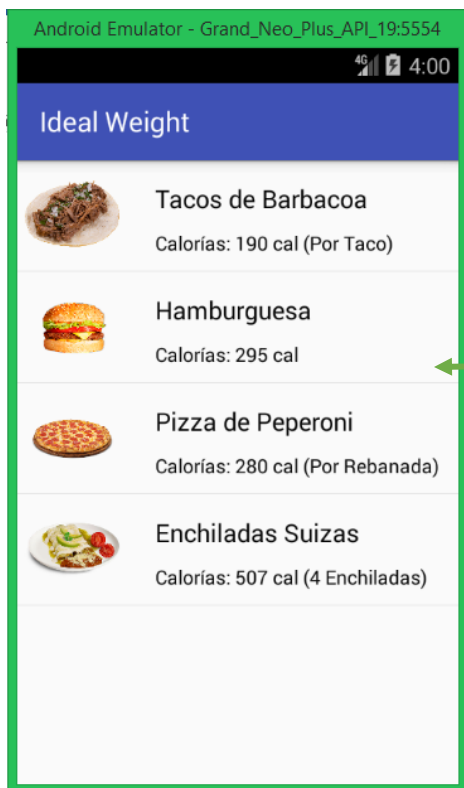 Android Emulator - Grand_Neo_Plus_API_19:5554
4G 4:00
Ideal Weight
Tacos de Barbacoa
Calorías: 190 cal (Por Taco)
Hamburguesa
Calorías: 295 cal
Pizza de Peperoni
Calorías: 280 cal (Por Rebanada)
Enchiladas Suizas
Calorías: 507 cal (4 Enchiladas)